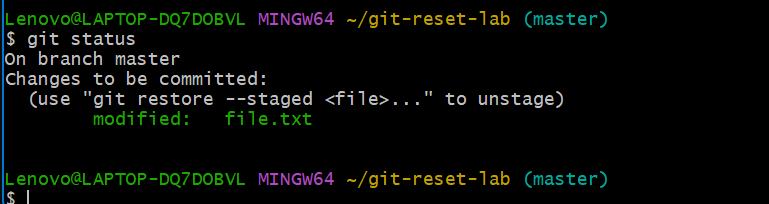 Lenovo@LAPTOP-DQ7DOBVL MINGW64 ~/git-reset-lab (master)
$ git status
On branch master
Changes to be committed:
  (use "git restore --staged <file>..." to unstage)
        modified:   file.txt

Lenovo@LAPTOP-DQ7DOBVL MINGW64 ~/git-reset-lab (master)
$